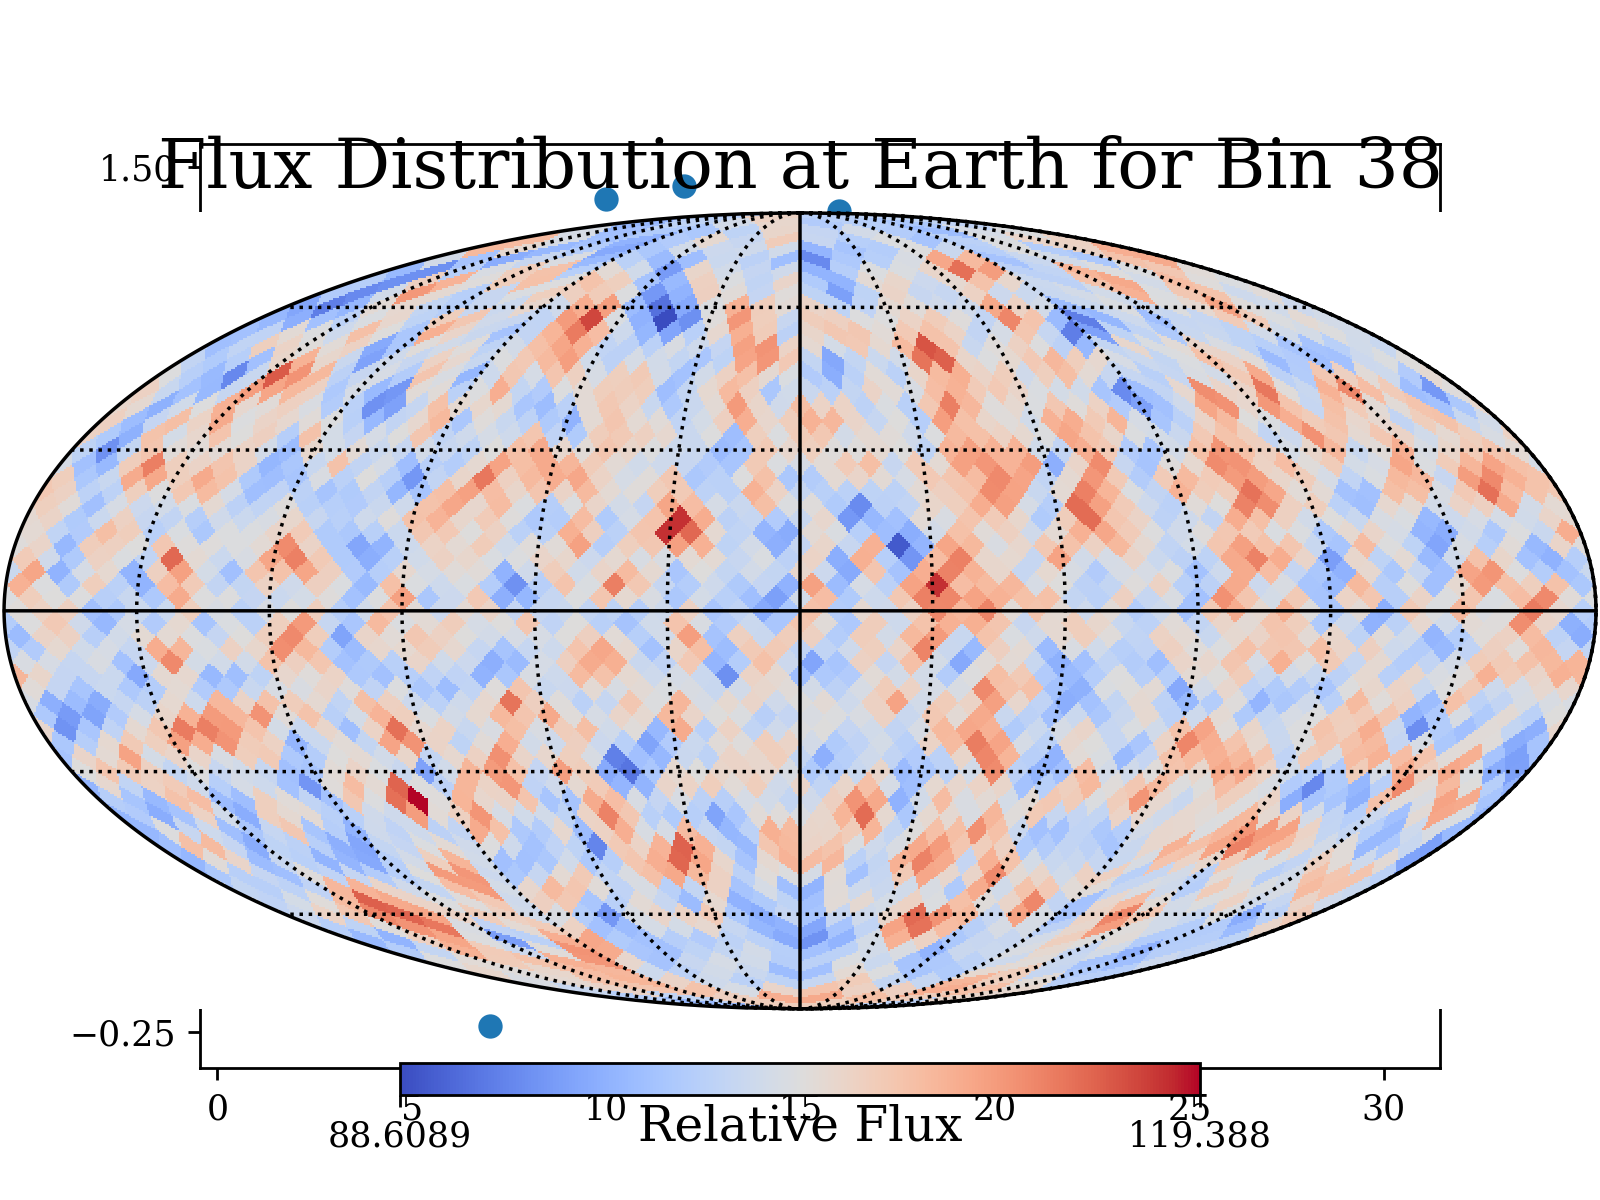 Flux Distribution at Earth for Bin 38
1.50
−0.25
0 5 10 15 20 25 30
88.6089 Relative Flux 119.388